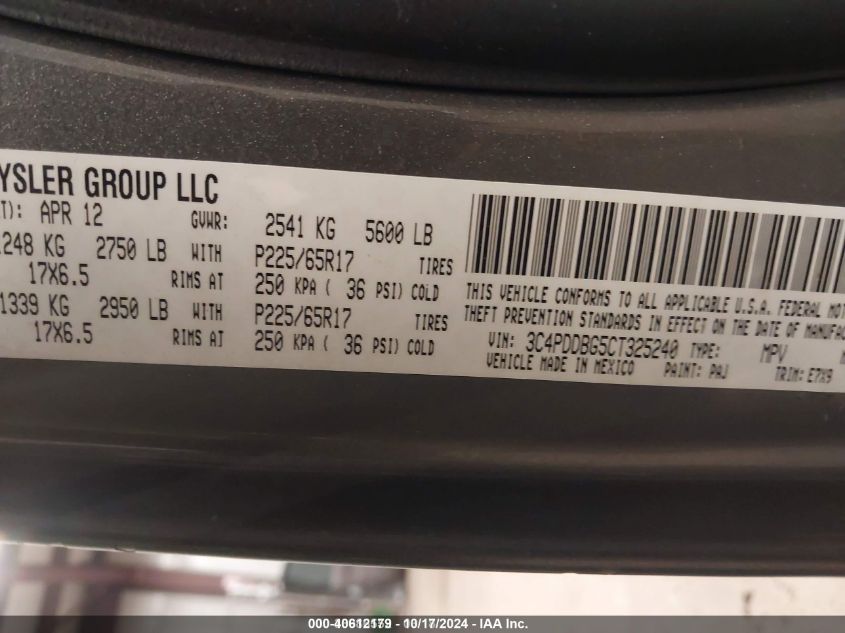 YSLER GROUP LLC
T): APR 12 GVWR: 2541 KG 5600 LB
1248 KG 2750 LB WITH P225/65R17 TIRES
17X6.5 RIMS AT 250 KPA ( 36 PSI) COLD
1339 KG 2950 LB WITH P225/65R17 TIRES
17X6.5 RIMS AT 250 KPA ( 36 PSI) COLD
THIS VEHICLE CONFORMS TO ALL APPLICABLE U.S.A. FEDERAL MOT
THEFT PREVENTION STANDARDS IN EFFECT ON THE DATE OF MANUFAC
VIN: 3C4PDDBG5CT325240 TYPE: MPV
VEHICLE MADE IN MEXICO PAINT: PAJ TRIM: E7X9
000-40612179 - 10/17/2024 - IAA Inc.